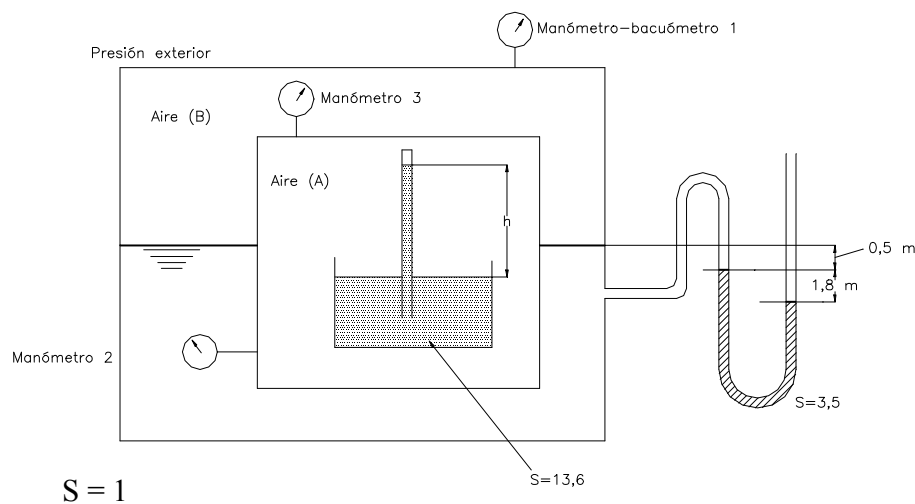 Manómetro-bacuómetro 1
Presión exterior
Manómetro 3
Aire (B)
Aire (A)
h
0,5 m
1,8 m
Manómetro 2
S=3,5
S=13,6
S = 1